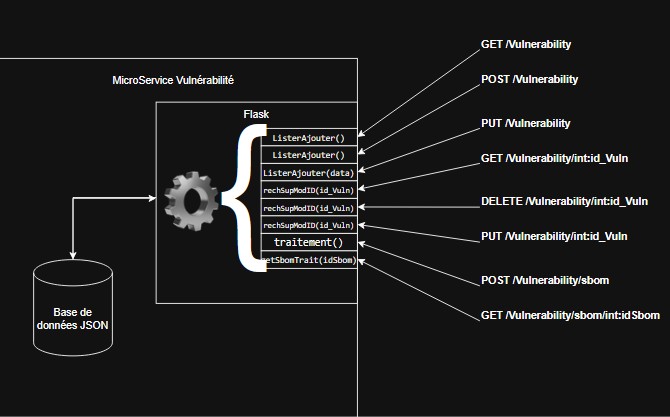 GET /Vulnerability
POST /Vulnerability
MicroService Vulnérabilité
Flask
PUT /Vulnerability
ListerAjouter()
ListerAjouter()
GET /Vulnerability/int:id_Vuln
ListerAjouter(data)
rechSupModID(id_Vuln)
DELETE /Vulnerability/int:id_Vuln
rechSupModID(id_Vuln)
rechSupModID(id_Vuln)
PUT /Vulnerability/int:id_Vuln
traitement()
etSbomTrait(idSbom)
POST /Vulnerability/sbom
GET /Vulnerability/sbom/int:idSbom
Base de
données JSON